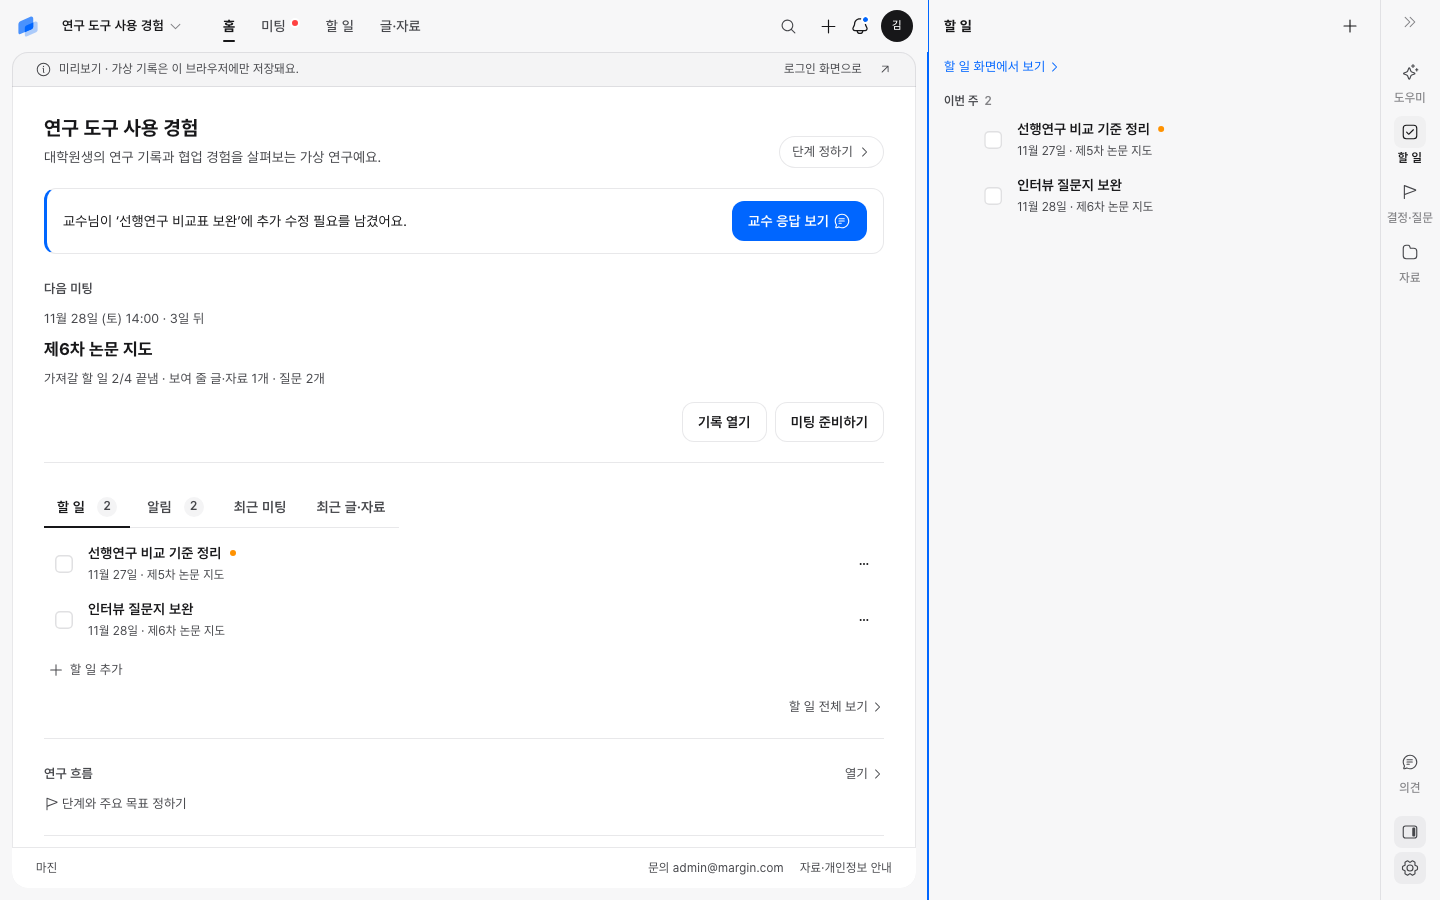 연구 도구 사용 경험
홈
미팅
할 일
글·자료
김
미리보기 · 가상 기록은 이 브라우저에만 저장돼요.
로그인 화면으로
연구 도구 사용 경험
대학원생의 연구 기록과 협업 경험을 살펴보는 가상 연구예요.
단계 정하기
교수님이 ‘선행연구 비교표 보완’에 추가 수정 필요를 남겼어요.
교수 응답 보기
다음 미팅
11월 28일 (토) 14:00 · 3일 뒤
제6차 논문 지도
가져갈 할 일 2/4 끝냄 · 보여 줄 글·자료 1개 · 질문 2개
기록 열기
미팅 준비하기
할 일 2
알림 2
최근 미팅
최근 글·자료
선행연구 비교 기준 정리
11월 27일 · 제5차 논문 지도
인터뷰 질문지 보완
11월 28일 · 제6차 논문 지도
할 일 추가
할 일 전체 보기
연구 흐름
열기
단계와 주요 목표 정하기
마진
문의 admin@margin.com
자료·개인정보 안내
할 일
할 일 화면에서 보기
이번 주 2
선행연구 비교 기준 정리
11월 27일 · 제5차 논문 지도
인터뷰 질문지 보완
11월 28일 · 제6차 논문 지도
도우미
할 일
결정·질문
자료
의견